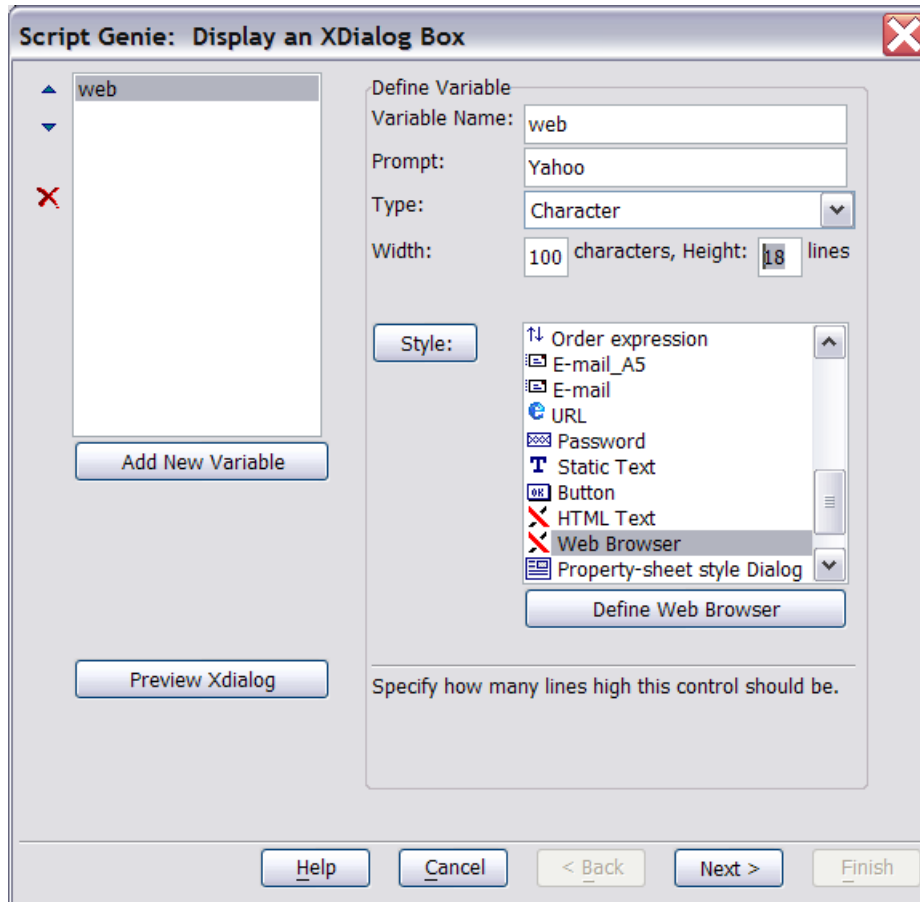 Script Genie: Display an XDialog Box
web
Add New Variable
Preview Xdialog
Define Variable
Variable Name: web
Prompt: Yahoo
Type: Character
Width: 100 characters, Height: 18 lines
Style:
Order expression
E-mail_A5
E-mail
URL
Password
Static Text
Button
HTML Text
Web Browser
Property-sheet style Dialog
Define Web Browser
Specify how many lines high this control should be.
Help Cancel < Back Next > Finish